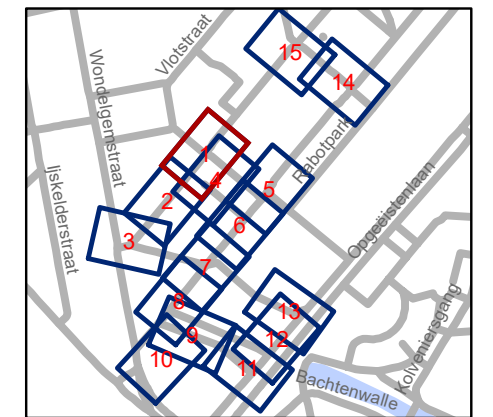 Vlotstraat
Wondelgemstraat
Ijskelderstraat
Rabotpark
Opgeëistenlaan
Kolveniersgang
Bachtenwalle
15
14
1
4
5
2
6
3
7
8
13
9
12
10
11